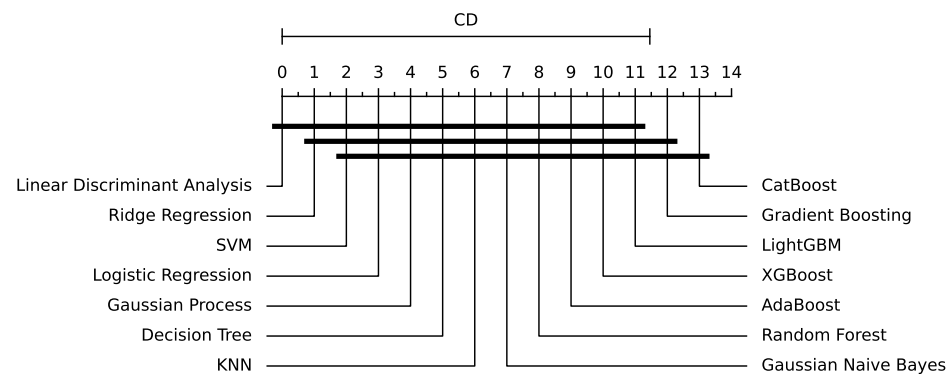 CD
0 1 2 3 4 5 6 7 8 9 10 11 12 13 14
Linear Discriminant Analysis CatBoost
Ridge Regression Gradient Boosting
SVM LightGBM
Logistic Regression XGBoost
Gaussian Process AdaBoost
Decision Tree Random Forest
KNN Gaussian Naive Bayes